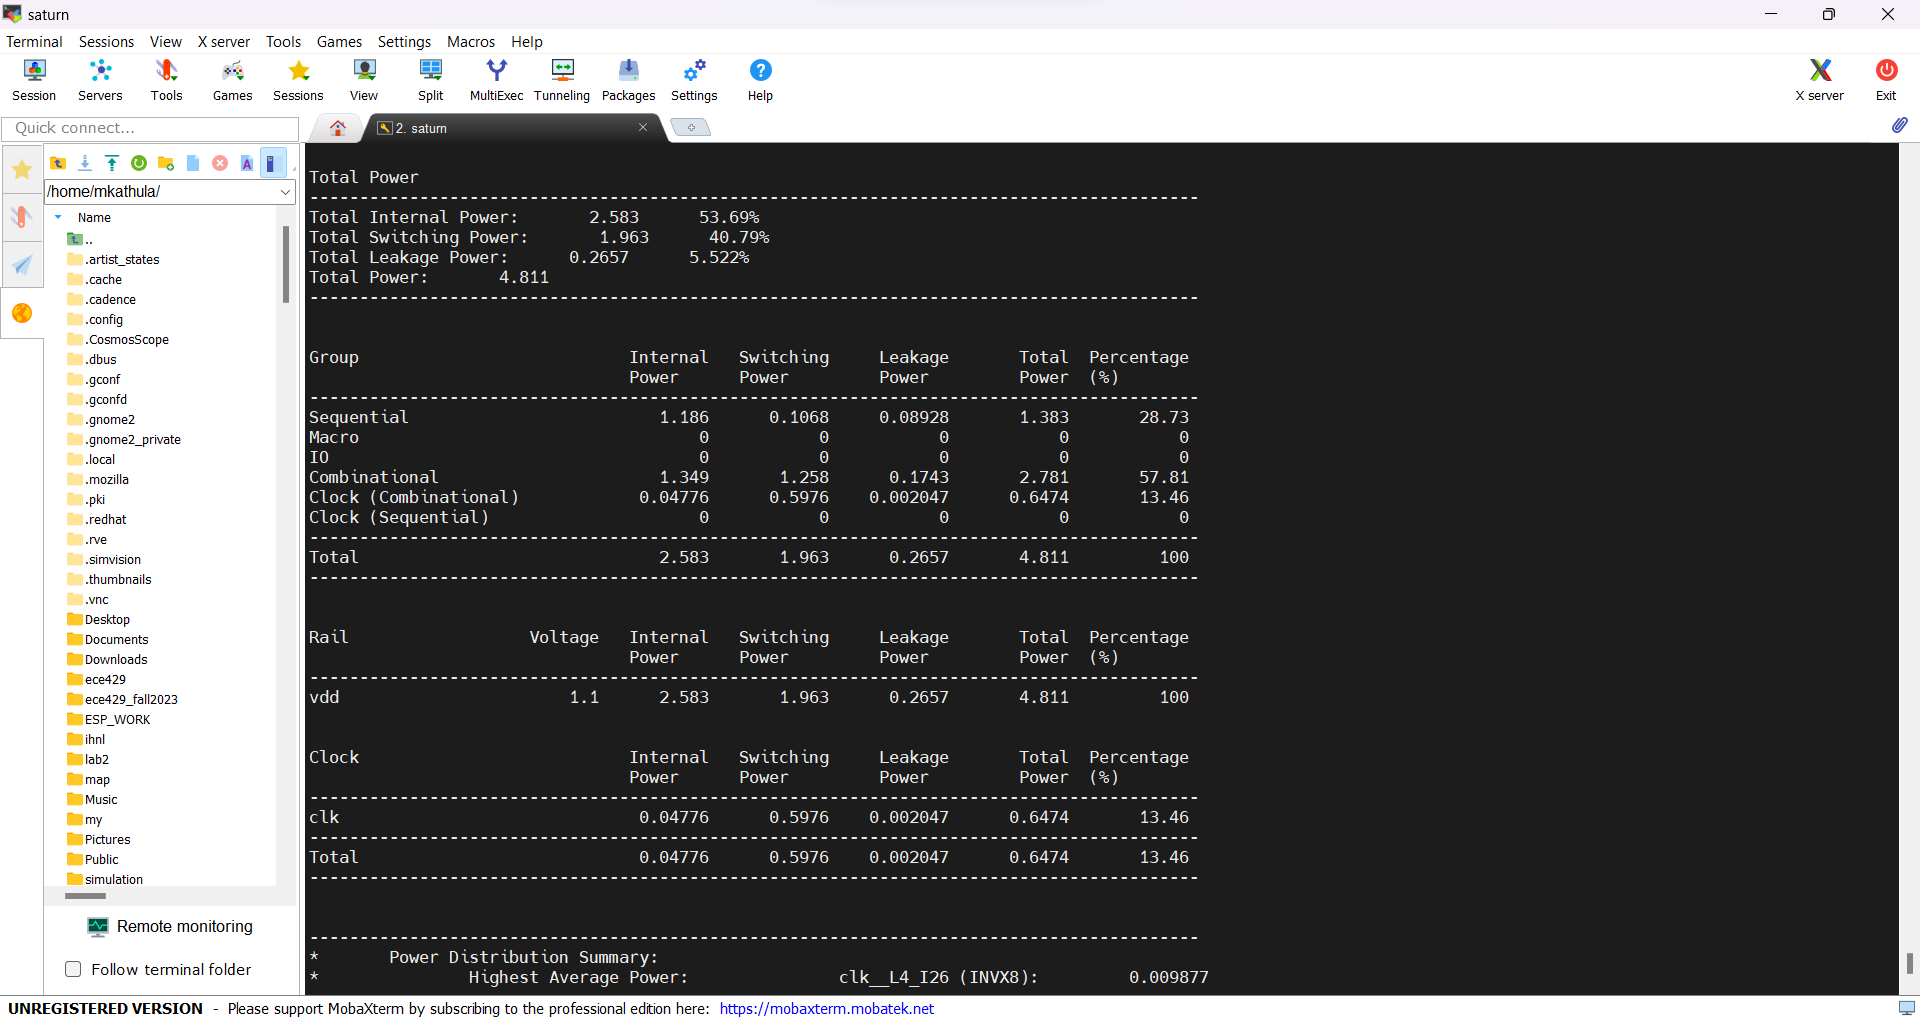 saturn
Terminal Sessions View X server Tools Games Settings Macros Help
Session Servers Tools Games Sessions View Split MultiExec Tunneling Packages Settings Help X server Exit
Quick connect...
2. saturn
/home/mkathula/
Name
..
.artist_states
.cache
.cadence
.config
.CosmosScope
.dbus
.gconf
.gconfd
.gnome2
.gnome2_private
.local
.mozilla
.pki
.redhat
.rve
.simvision
.thumbnails
.vnc
Desktop
Documents
Downloads
ece429
ece429_fall2023
ESP_WORK
ihnl
lab2
map
Music
my
Pictures
Public
simulation
Remote monitoring
Follow terminal folder
Total Power
-----------------------------------------------------------------------------------------
Total Internal Power: 2.583 53.69%
Total Switching Power: 1.963 40.79%
Total Leakage Power: 0.2657 5.522%
Total Power: 4.811
-----------------------------------------------------------------------------------------
Group Internal Switching Leakage Total Percentage
Power Power Power Power (%)
-----------------------------------------------------------------------------------------
Sequential 1.186 0.1068 0.08928 1.383 28.73
Macro 0 0 0 0 0
IO 0 0 0 0 0
Combinational 1.349 1.258 0.1743 2.781 57.81
Clock (Combinational) 0.04776 0.5976 0.002047 0.6474 13.46
Clock (Sequential) 0 0 0 0 0
-----------------------------------------------------------------------------------------
Total 2.583 1.963 0.2657 4.811 100
-----------------------------------------------------------------------------------------
Rail Voltage Internal Switching Leakage Total Percentage
Power Power Power Power (%)
-----------------------------------------------------------------------------------------
vdd 1.1 2.583 1.963 0.2657 4.811 100
Clock Internal Switching Leakage Total Percentage
Power Power Power Power (%)
-----------------------------------------------------------------------------------------
clk 0.04776 0.5976 0.002047 0.6474 13.46
-----------------------------------------------------------------------------------------
Total 0.04776 0.5976 0.002047 0.6474 13.46
-----------------------------------------------------------------------------------------
-----------------------------------------------------------------------------------------
* Power Distribution Summary:
* Highest Average Power: clk__L4_I26 (INVX8): 0.009877
UNREGISTERED VERSION - Please support MobaXterm by subscribing to the professional edition here: https://mobaxterm.mobatek.net